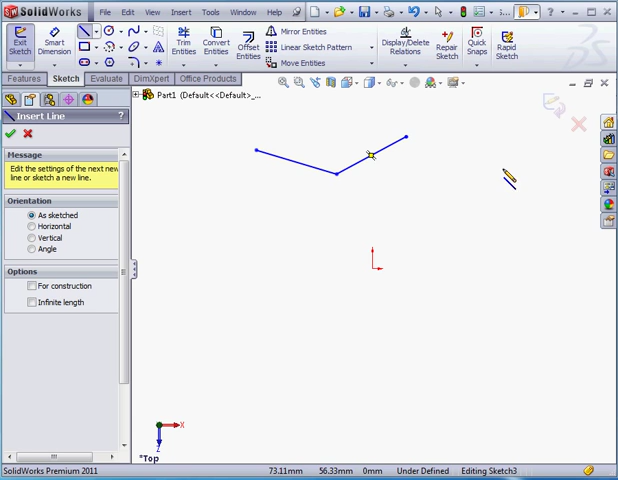 SolidWorks File Edit View Insert Tools Window Help
Exit Sketch
Smart Dimension
Trim Entities
Convert Entities
Offset Entities
Mirror Entities
Linear Sketch Pattern
Move Entities
Display/Delete Relations
Repair Sketch
Quick Snaps
Rapid Sketch
Features Sketch Evaluate DimXpert Office Products
Part1 (Default<<Default>_...
Insert Line ?
Message
Edit the settings of the next new
line or sketch a new line.
Orientation
As sketched
Horizontal
Vertical
Angle
Options
For construction
Infinite length
X
Z
*Top
SolidWorks Premium 2011 73.11mm 56.33mm 0mm Under Defined Editing Sketch3